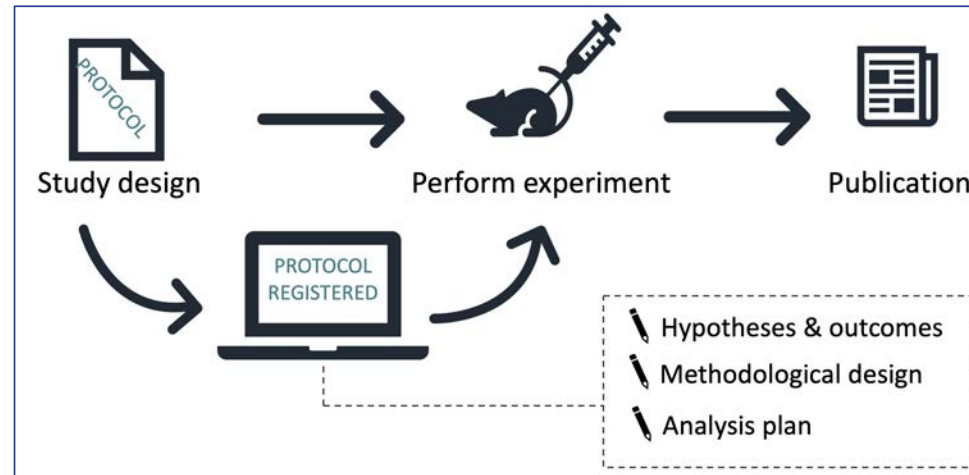 PROTOCOL
Study design
Perform experiment
Publication
PROTOCOL
REGISTERED
Hypotheses & outcomes
Methodological design
Analysis plan